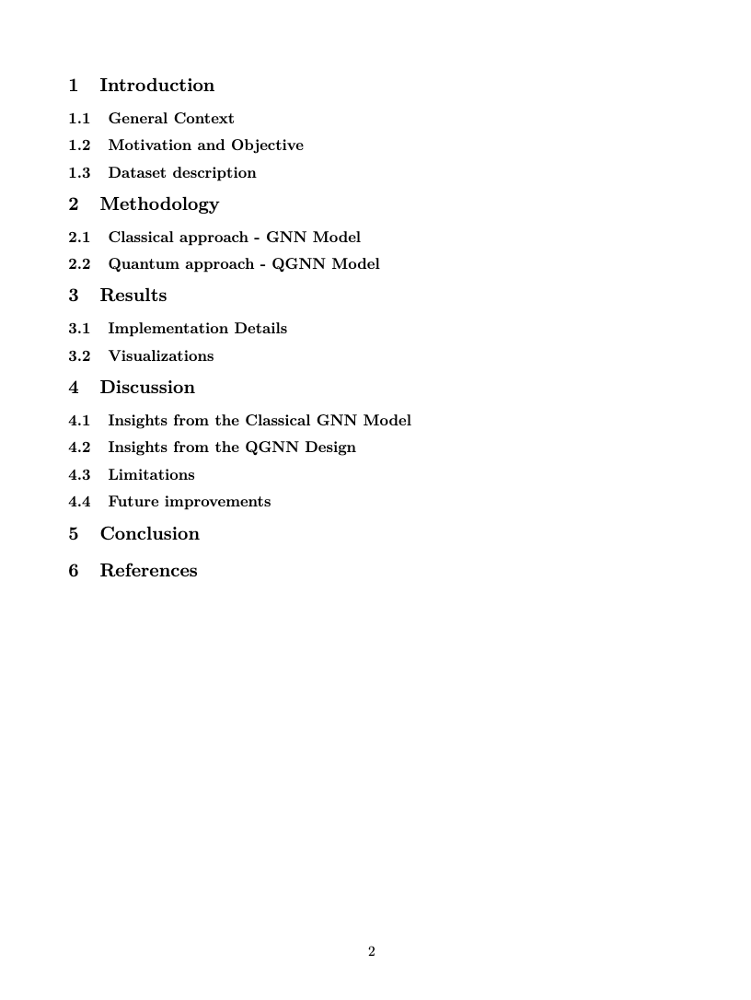 1 Introduction
1.1 General Context
1.2 Motivation and Objective
1.3 Dataset description
2 Methodology
2.1 Classical approach - GNN Model
2.2 Quantum approach - QGNN Model
3 Results
3.1 Implementation Details
3.2 Visualizations
4 Discussion
4.1 Insights from the Classical GNN Model
4.2 Insights from the QGNN Design
4.3 Limitations
4.4 Future improvements
5 Conclusion
6 References
2